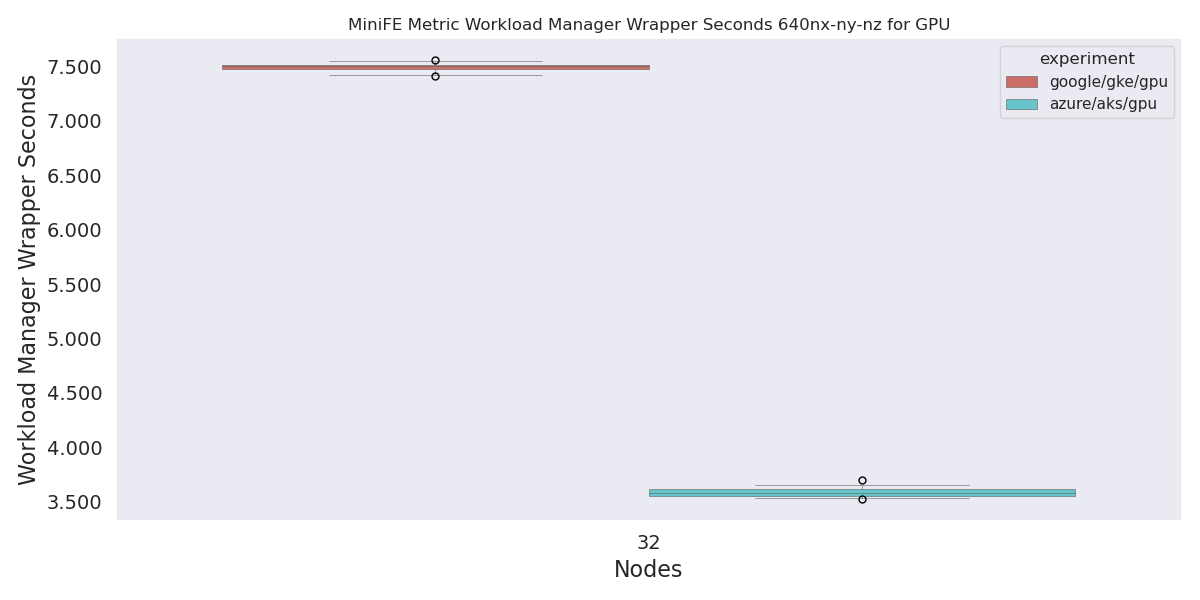 MiniFE Metric Workload Manager Wrapper Seconds 640nx-ny-nz for GPU
Workload Manager Wrapper Seconds
7.500
7.000
6.500
6.000
5.500
5.000
4.500
4.000
3.500
experiment
google/gke/gpu
azure/aks/gpu
32
Nodes